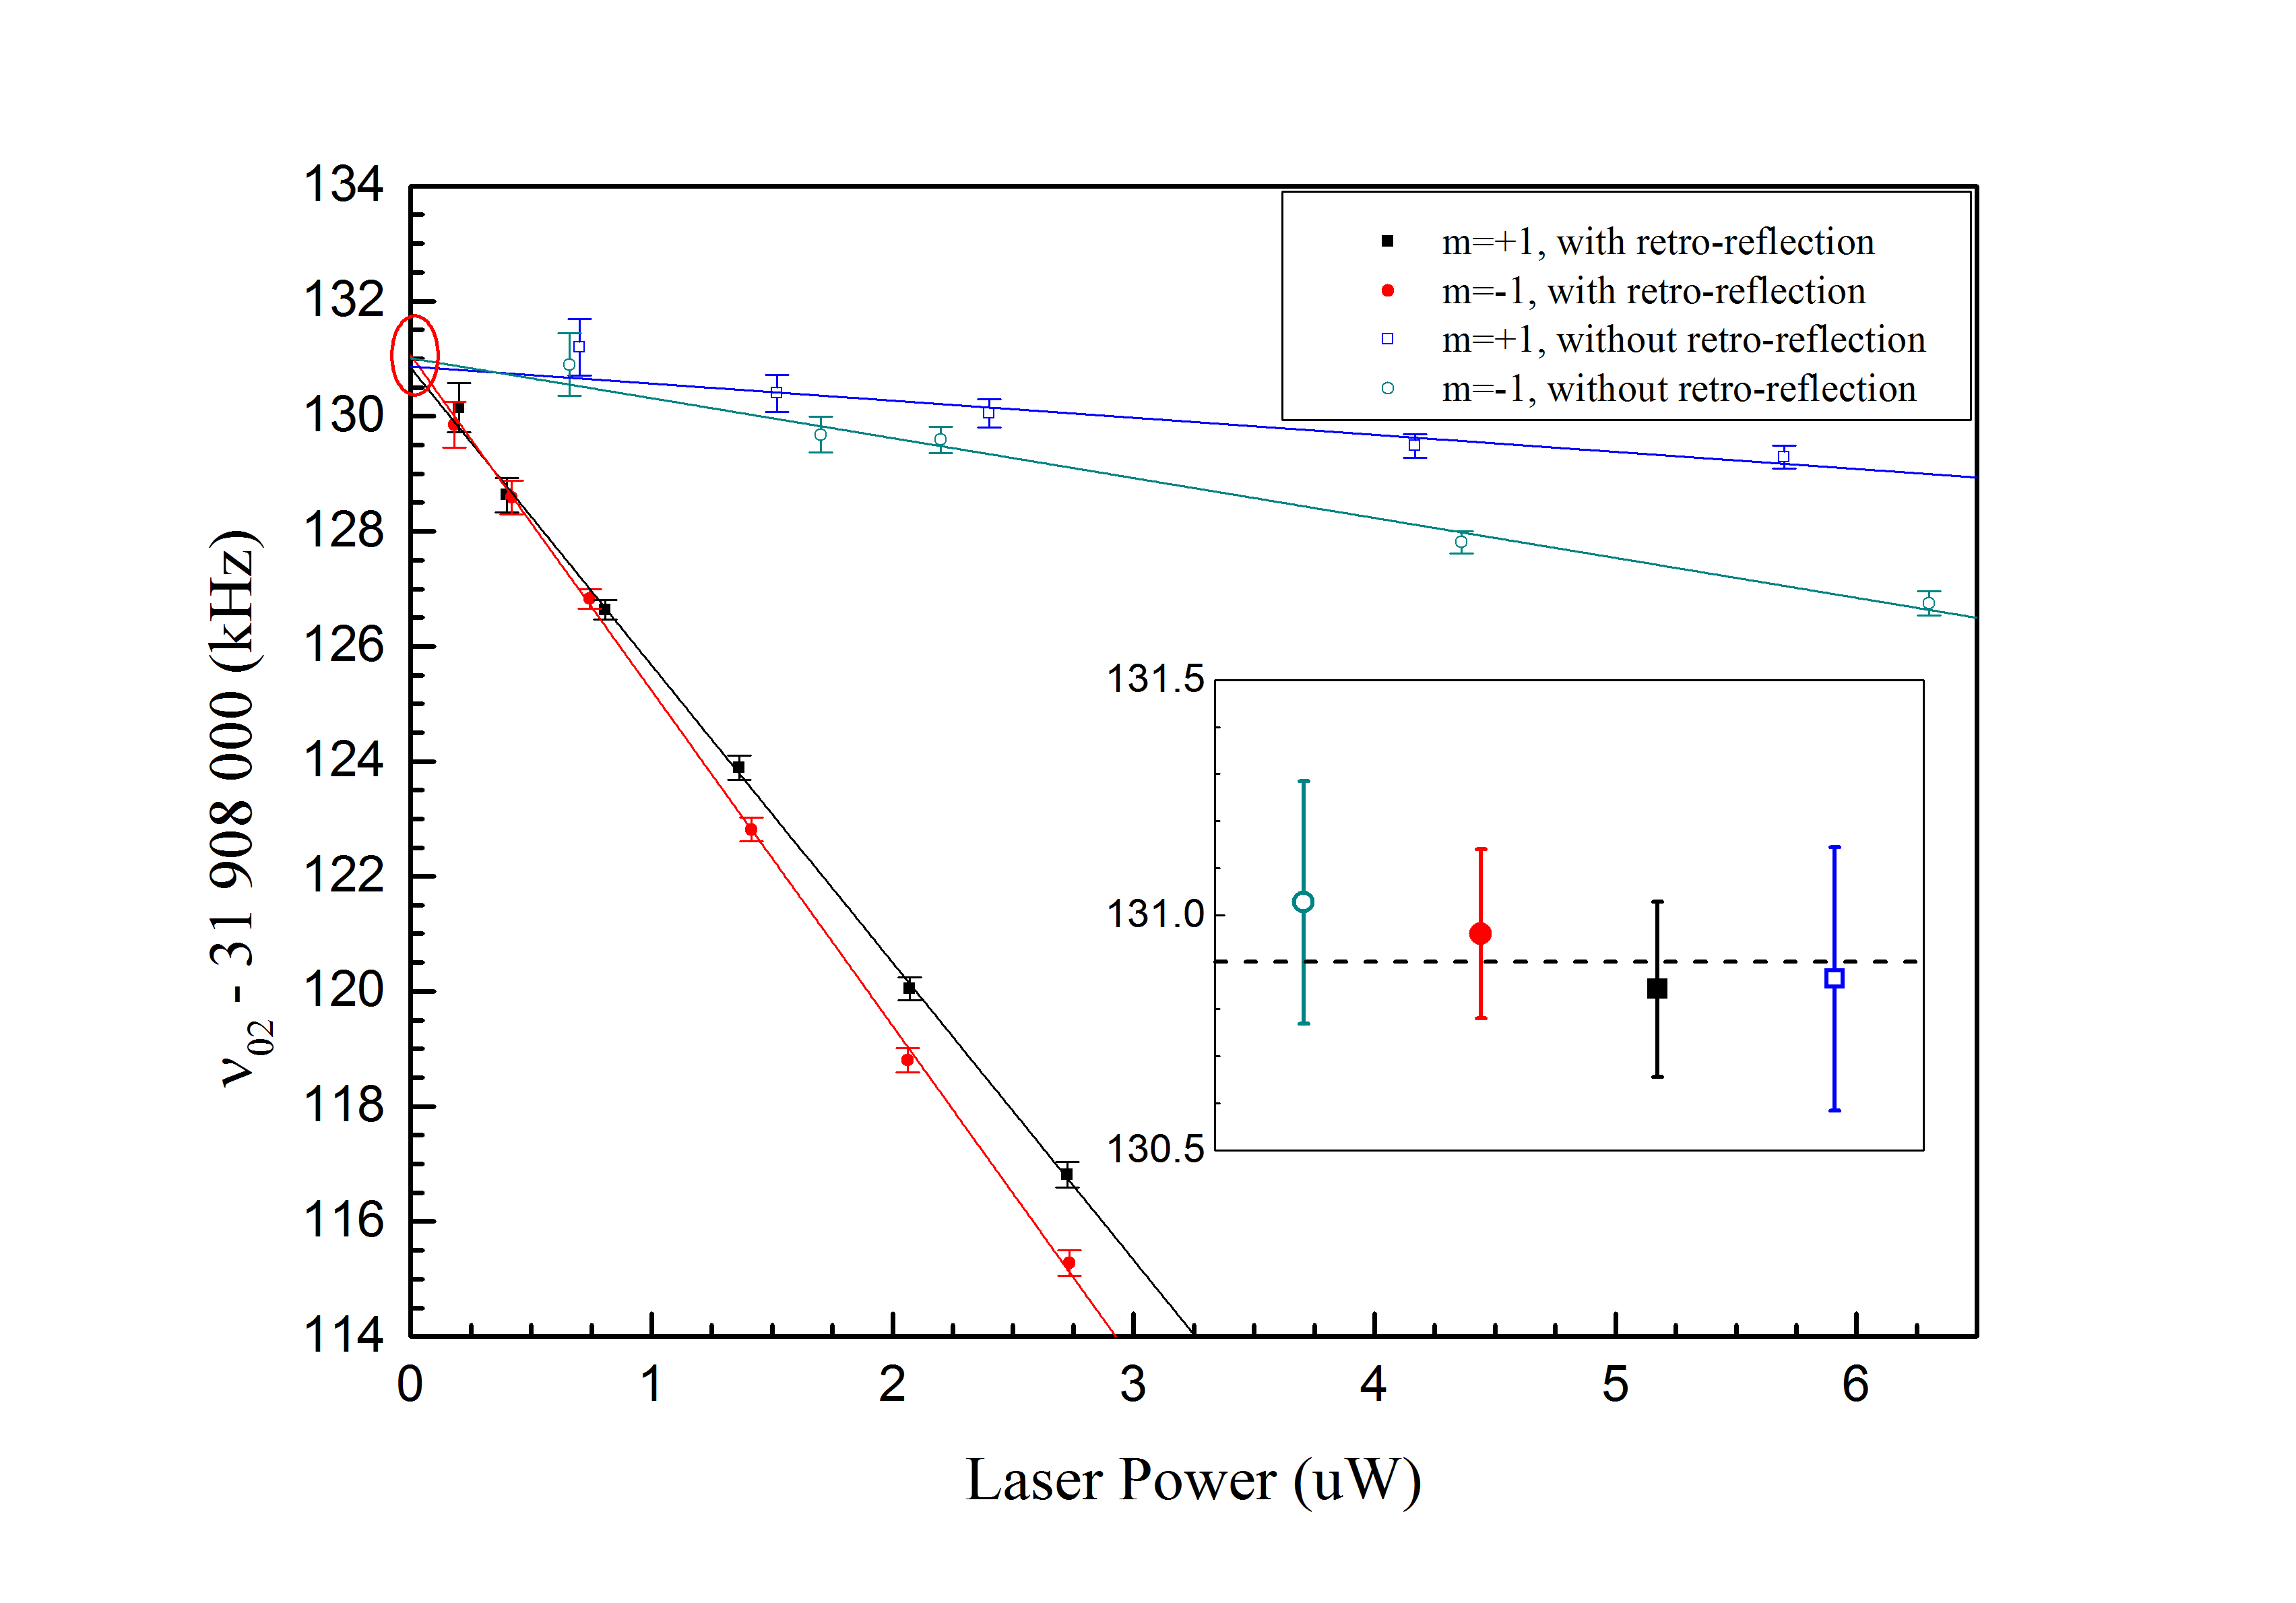 134
132
130
128
126
124
122
120
118
116
114
ν02 - 31 908 000 (kHz)
m=+1, with retro-reflection
m=-1, with retro-reflection
m=+1, without retro-reflection
m=-1, without retro-reflection
131.5
131.0
130.5
0 1 2 3 4 5 6
Laser Power (uW)